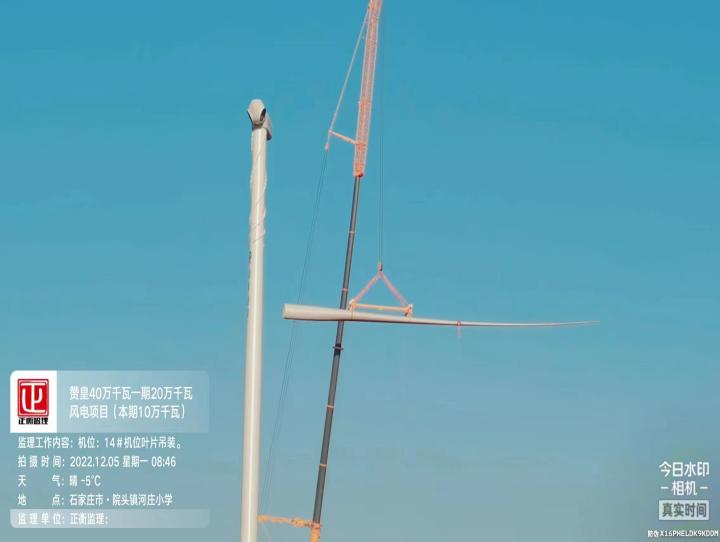 赞皇40万千瓦一期20万千瓦
风电项目（本期10万千瓦）
正衡监理
监理工作内容：机位：14#机位叶片吊装。
拍摄时间：2022.12.05 星期一 08:46
天气：晴 -5℃
地点：石家庄市·院头镇河庄小学
监理单位：正衡监理：
今日水印
-相机-
真实时间
防伪 X16PHELDK9KDDM